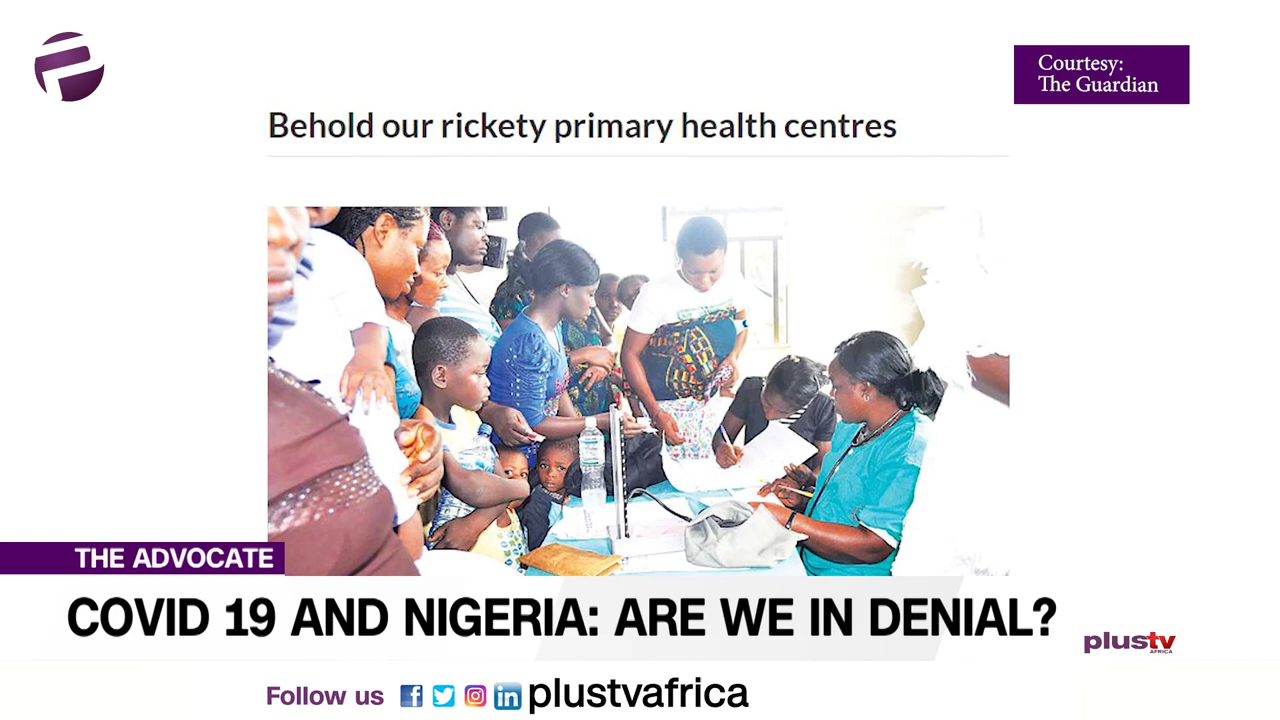 Courtesy:
The Guardian
Behold our rickety primary health centres
THE ADVOCATE
COVID 19 AND NIGERIA: ARE WE IN DENIAL?
plustv
AFRICA
Follow us
plustvafrica